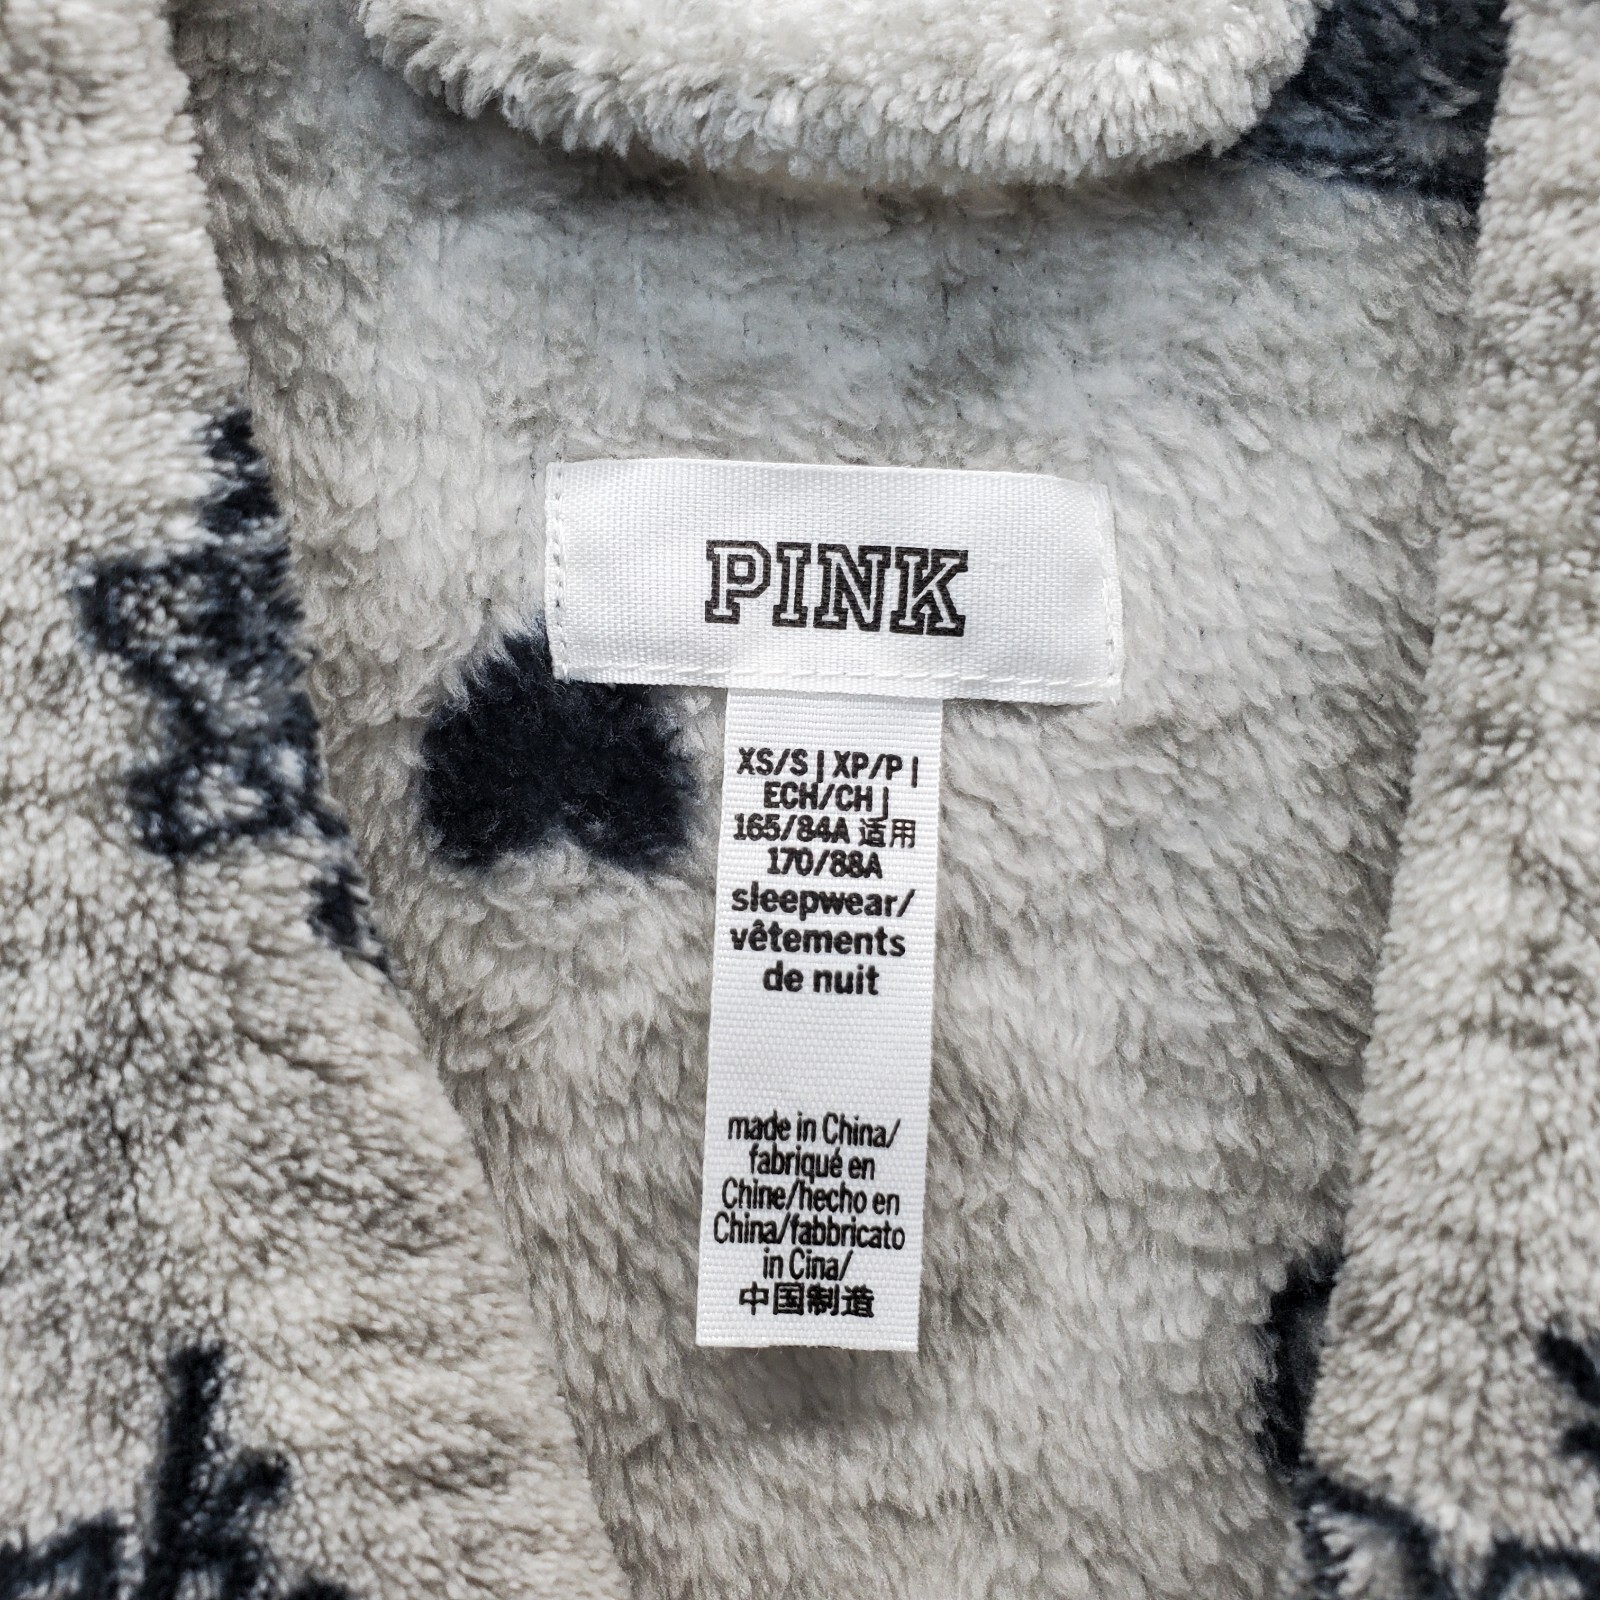 PINK
XS/S | XP/P |
ECH/CH |
165/84A 适用
170/88A
sleepwear/
vêtements
de nuit
made in China/
fabriqué en
Chine/hecho en
China/fabbricato
in Cina/
中国制造